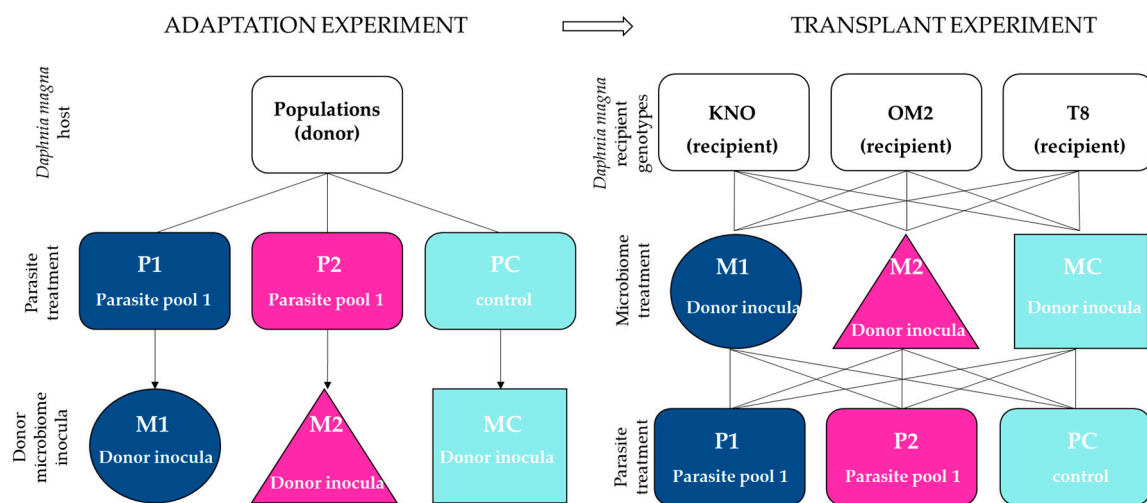 ADAPTATION EXPERIMENT
Daphnia magna
host
Populations
(donor)
Parasite
treatment
P1
Parasite pool 1
P2
Parasite pool 1
PC
control
Donor
microbiome
inocula
M1
Donor inocula
M2
Donor inocula
MC
Donor inocula
TRANSPLANT EXPERIMENT
Daphnia magna
recipient
genotypes
KNO
(recipient)
OM2
(recipient)
T8
(recipient)
Microbiome
treatment
M1
Donor inocula
M2
Donor inocula
MC
Donor inocula
Parasite
treatment
P1
Parasite pool 1
P2
Parasite pool 1
PC
control